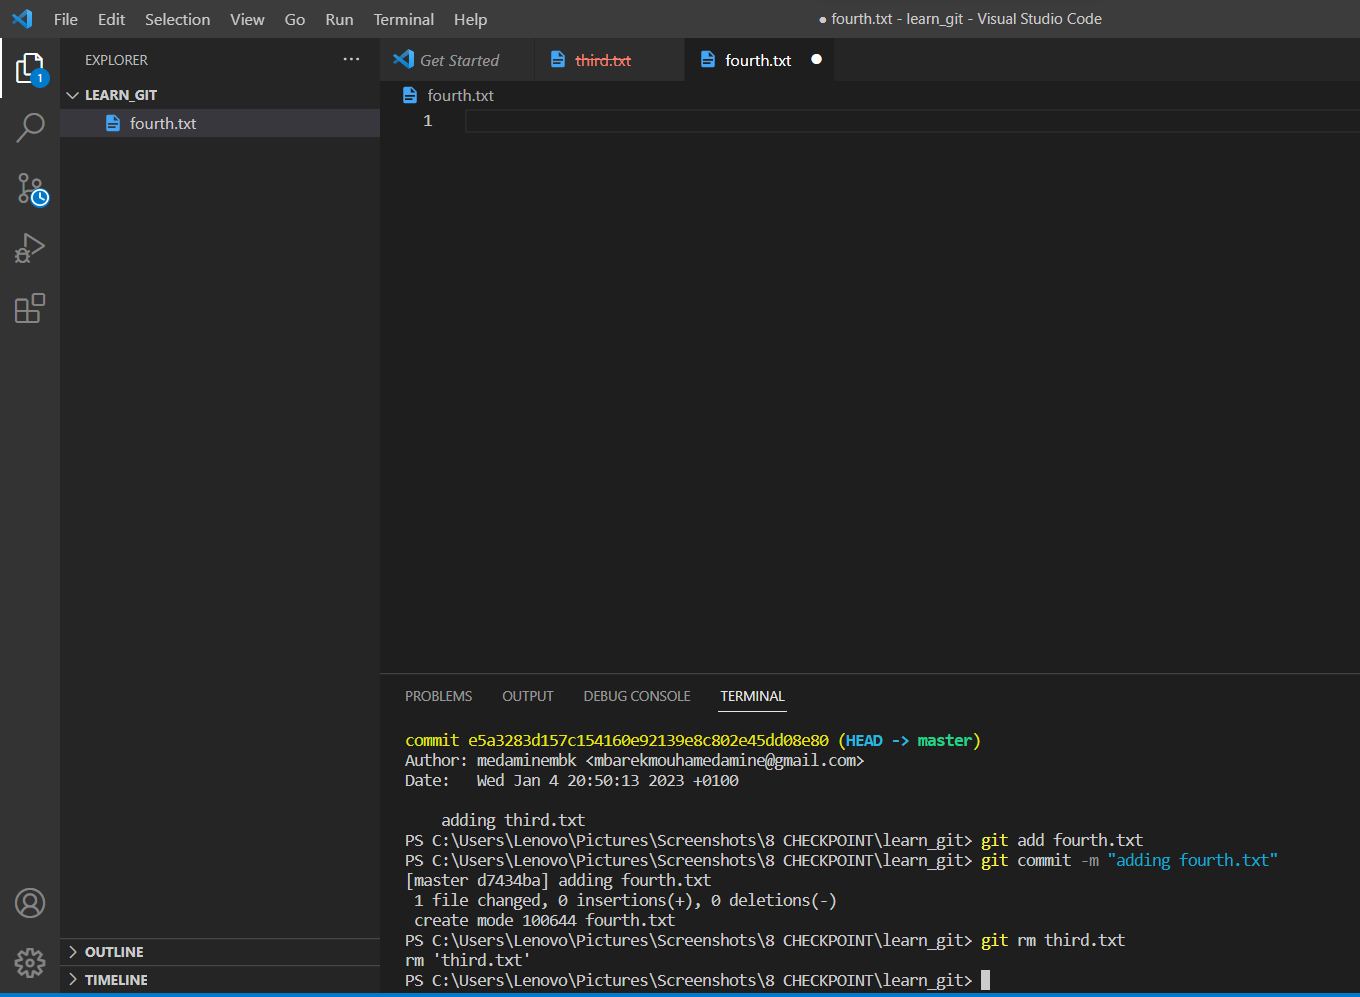 File Edit Selection View Go Run Terminal Help
● fourth.txt - learn_git - Visual Studio Code
EXPLORER ···
Get Started third.txt fourth.txt ●
LEARN_GIT
fourth.txt
fourth.txt
1
1
PROBLEMS OUTPUT DEBUG CONSOLE TERMINAL
commit e5a3283d157c154160e92139e8c802e45dd08e80 (HEAD -> master)
Author: medaminembk <mbarekmouhamedamine@gmail.com>
Date:   Wed Jan 4 20:50:13 2023 +0100
adding third.txt
PS C:\Users\Lenovo\Pictures\Screenshots\8 CHECKPOINT\learn_git> git add fourth.txt
PS C:\Users\Lenovo\Pictures\Screenshots\8 CHECKPOINT\learn_git> git commit -m "adding fourth.txt"
[master d7434ba] adding fourth.txt
1 file changed, 0 insertions(+), 0 deletions(-)
create mode 100644 fourth.txt
PS C:\Users\Lenovo\Pictures\Screenshots\8 CHECKPOINT\learn_git> git rm third.txt
rm 'third.txt'
PS C:\Users\Lenovo\Pictures\Screenshots\8 CHECKPOINT\learn_git>
OUTLINE
TIMELINE